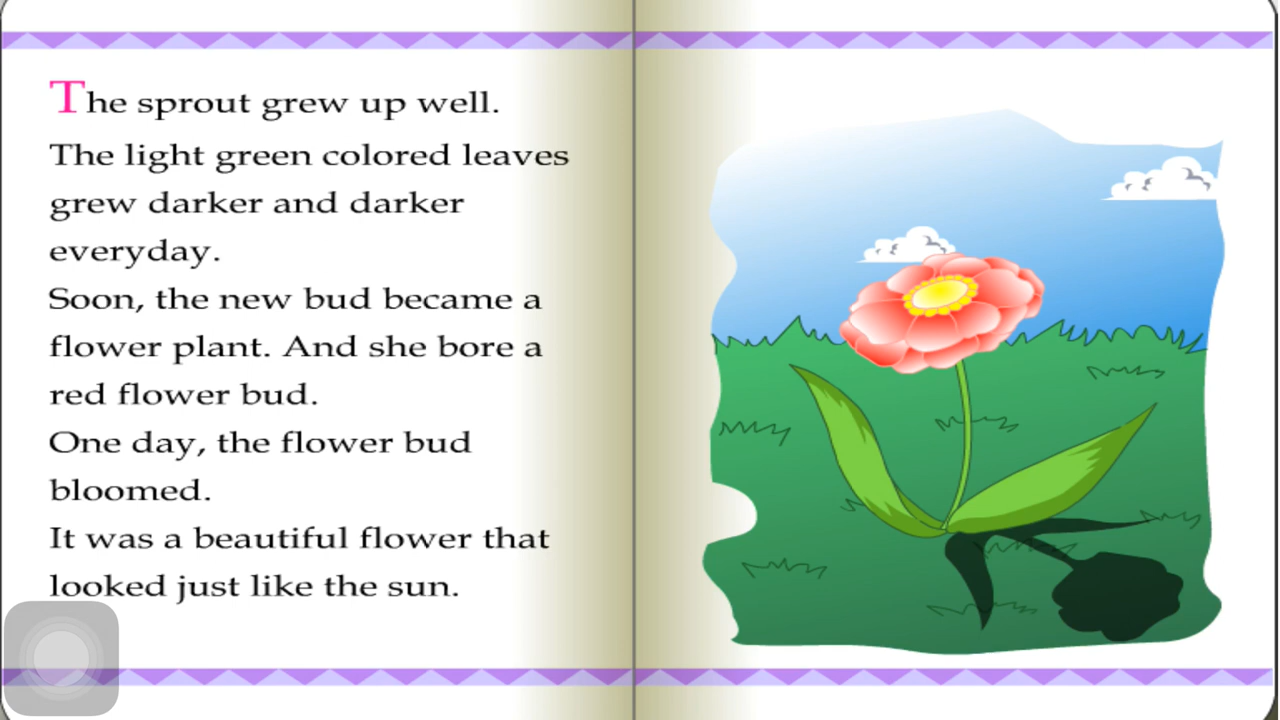 The sprout grew up well.
The light green colored leaves
grew darker and darker
everyday.
Soon, the new bud became a
flower plant. And she bore a
red flower bud.
One day, the flower bud
bloomed.
It was a beautiful flower that
looked just like the sun.